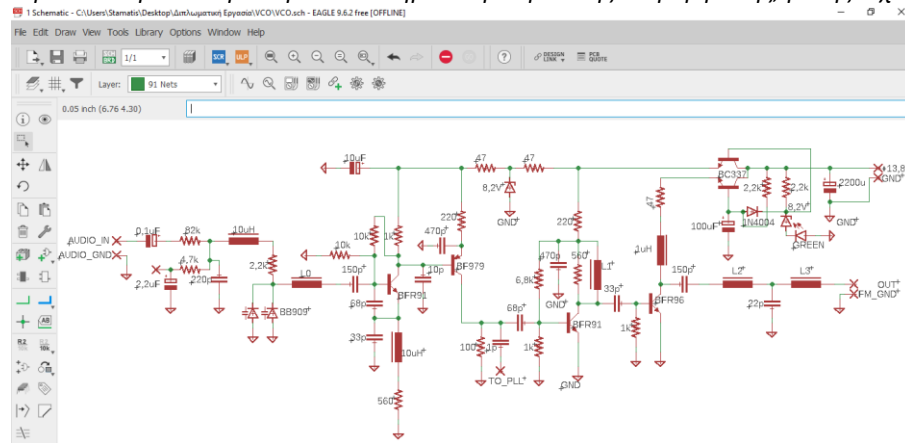 1 Schematic - C:\Users\Stamatis\Desktop\Διπλωματική Εργασία\VCO\VCO.sch - EAGLE 9.6.2 free [OFFLINE]
File Edit Draw View Tools Library Options Window Help
1/1 SCR ULP DESIGN LINK PCB QUOTE
Layer: 91 Nets
0.05 inch (6.76 4.30)
10uF 47 47 +13,8
BC337 GND
8,2V 2,2k 2,2k 2200u
GND
220 220 47
0,1uF 82k 10uH 10k 1k 470p 100uF 1N4004 8,2V GND
AUDIO_IN GREEN
AUDIO_GND 10k 1uH
4,7k 2,2k L0 150p 10p BF979 6,8k 470p 560 L1 150p L2 L3 OUT
2,2uF 220p BFR91 GND 33p BFR96 FM_GND
BB909 68p 68p 22p
33p 10uH 100 1p 1k BFR91 1k
TO_PLL GND
560